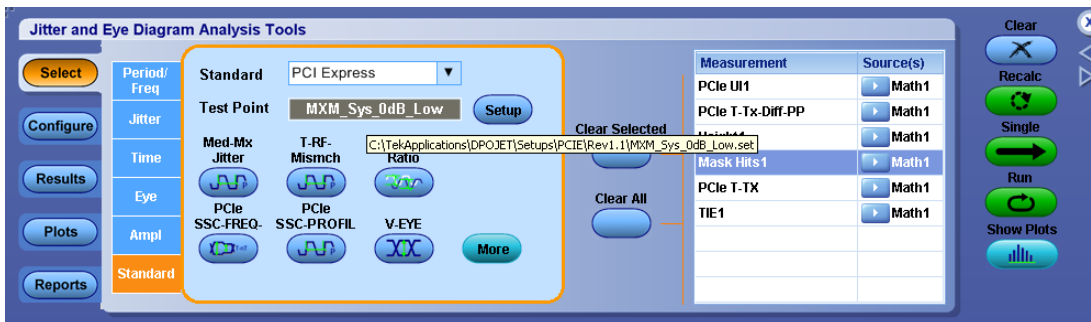 Jitter and Eye Diagram Analysis Tools
Clear
Select
Configure
Results
Plots
Reports
Period/
Freq
Jitter
Time
Eye
Ampl
Standard
Standard
PCI Express
Test Point
MXM_Sys_0dB_Low
Setup
C:\TekApplications\DPOJET\Setups\PCIE\Rev1.1\MXM_Sys_0dB_Low.set
Med-Mx
Jitter
T-RF-
Mismch
Ratio
PCIe
SSC-FREQ-
PCIe
SSC-PROFIL
V-EYE
More
Clear Selected
Clear All
Measurement
Source(s)
PCIe UI1
Math1
PCIe T-Tx-Diff-PP
Math1
Math1
Mask Hits1
Math1
PCIe T-TX
Math1
TIE1
Math1
Recalc
Single
Run
Show Plots